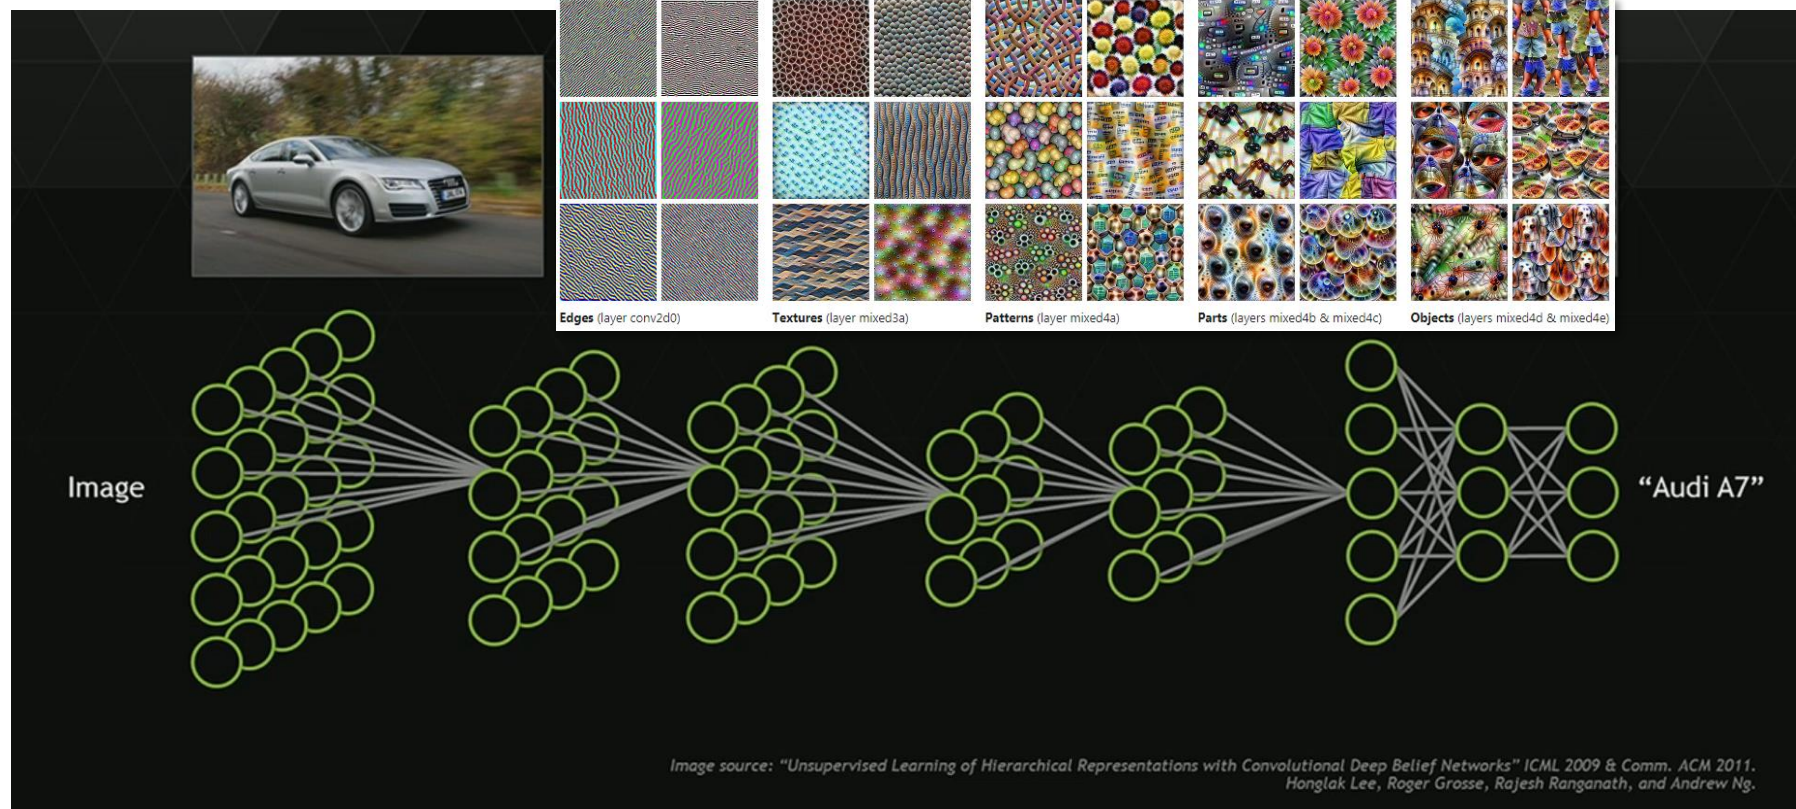 Edges (layer conv2d0)
Textures (layer mixed3a)
Patterns (layer mixed4a)
Parts (layers mixed4b & mixed4c)
Objects (layers mixed4d & mixed4e)
Image
“Audi A7”
Image source: “Unsupervised Learning of Hierarchical Representations with Convolutional Deep Belief Networks” ICML 2009 & Comm. ACM 2011.
Honglak Lee, Roger Grosse, Rajesh Ranganath, and Andrew Ng.